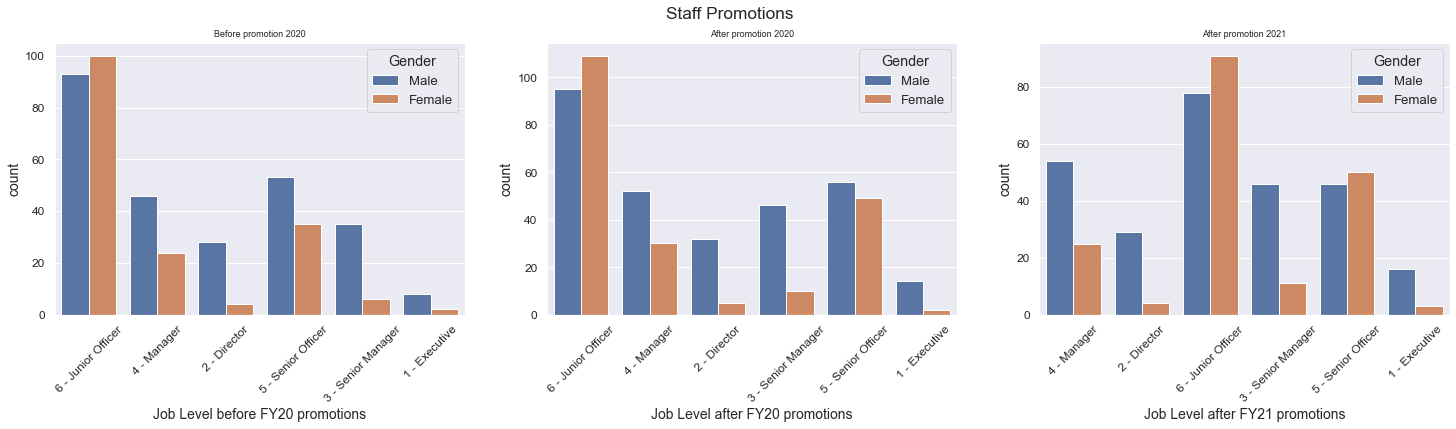 Staff Promotions
Before promotion 2020
Gender
Male
Female
100
80
60
40
20
0
count
6 - Junior Officer
4 - Manager
2 - Director
5 - Senior Officer
3 - Senior Manager
1 - Executive
Job Level before FY20 promotions
After promotion 2020
Gender
Male
Female
100
80
60
40
20
0
count
6 - Junior Officer
4 - Manager
2 - Director
3 - Senior Manager
5 - Senior Officer
1 - Executive
Job Level after FY20 promotions
After promotion 2021
Gender
Male
Female
80
60
40
20
0
count
4 - Manager
2 - Director
6 - Junior Officer
3 - Senior Manager
5 - Senior Officer
1 - Executive
Job Level after FY21 promotions